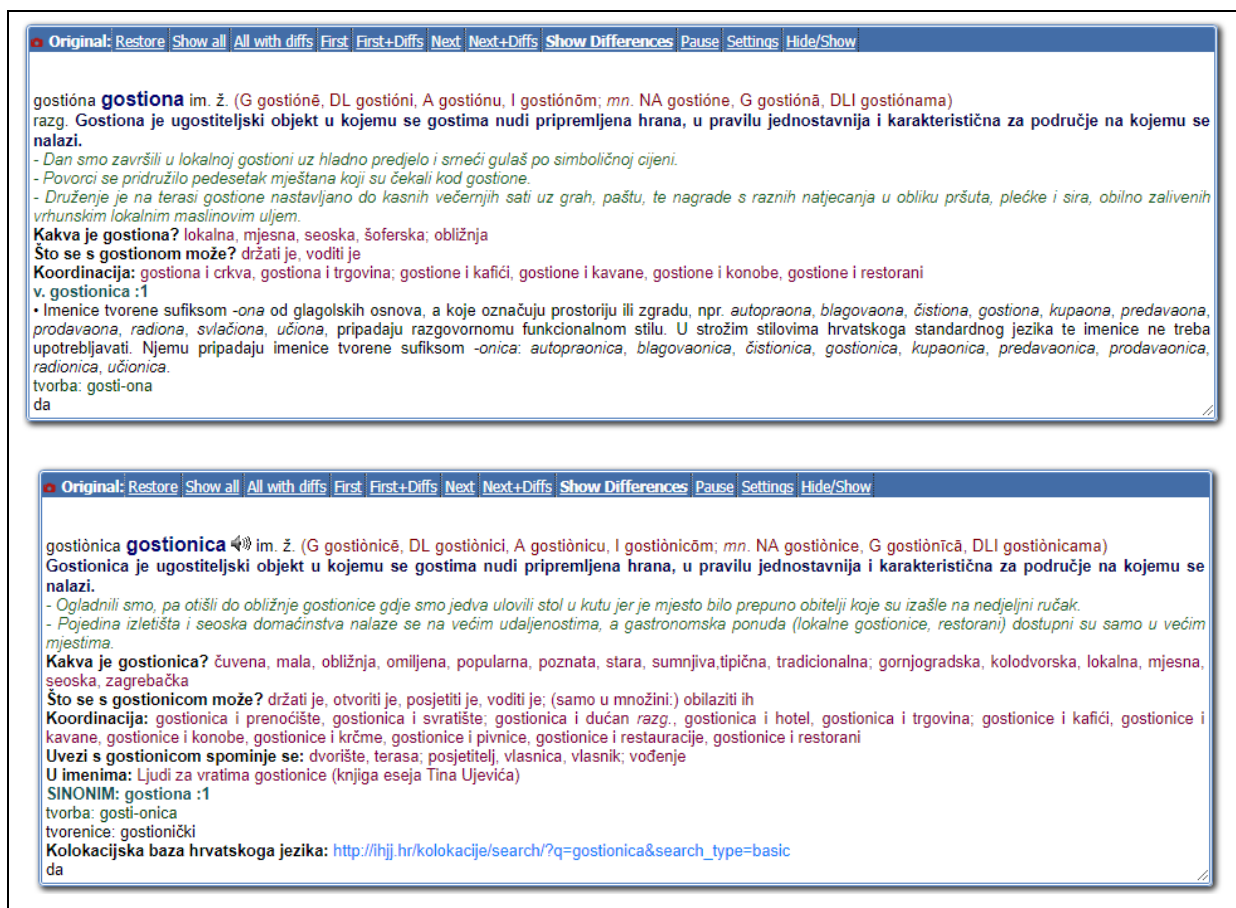 Original: Restore Show all All with diffs First First+Diffs Next Next+Diffs Show Differences Pause Settings Hide/Show
gostióna gostiona im. ž. (G gostiónē, DL gostióni, A gostiónu, I gostiónōm; mn. NA gostióne, G gostiónā, DLI gostiónama)
razg. Gostiona je ugostiteljski objekt u kojemu se gostima nudi pripremljena hrana, u pravilu jednostavnija i karakteristična za područje na kojemu se
nalazi.
- Dan smo završili u lokalnoj gostioni uz hladno predjelo i srneći gulaš po simboličnoj cijeni.
- Povorci se pridružilo pedesetak mještana koji su čekali kod gostione.
- Druženje je na terasi gostione nastavljano do kasnih večernjih sati uz grah, paštu, te nagrade s raznih natjecanja u obliku pršuta, plećke i sira, obilno zalivenih
vrhunskim lokalnim maslinovim uljem.
Kakva je gostiona? lokalna, mjesna, seoska, šoferska; obližnja
Što se s gostionom može? držati je, voditi je
Koordinacija: gostiona i crkva, gostiona i trgovina; gostione i kafići, gostione i kavane, gostione i konobe, gostione i restorani
v. gostionica :1
• Imenice tvorene sufiksom -ona od glagolskih osnova, a koje označuju prostoriju ili zgradu, npr. autopraona, blagovaona, čistiona, gostiona, kupaona, predavaona,
prodavaona, radiona, svlačiona, učiona, pripadaju razgovornomu funkcionalnom stilu. U strožim stilovima hrvatskoga standardnog jezika te imenice ne treba
upotrebljavati. Njemu pripadaju imenice tvorene sufiksom -onica: autopraonica, blagovaonica, čistionica, gostionica, kupaonica, predavaonica, prodavaonica,
radionica, učionica.
tvorba: gosti-ona
da
Original: Restore Show all All with diffs First First+Diffs Next Next+Diffs Show Differences Pause Settings Hide/Show
gostiònica gostionica im. ž. (G gostiònicē, DL gostiònici, A gostiònicu, I gostiònicōm; mn. NA gostiònice, G gostiònīcā, DLI gostiònicama)
Gostionica je ugostiteljski objekt u kojemu se gostima nudi pripremljena hrana, u pravilu jednostavnija i karakteristična za područje na kojemu se
nalazi.
- Ogladnili smo, pa otišli do obližnje gostionice gdje smo jedva ulovili stol u kutu jer je mjesto bilo prepuno obitelji koje su izašle na nedjeljni ručak.
- Pojedina izletišta i seoska domaćinstva nalaze se na većim udaljenostima, a gastronomska ponuda (lokalne gostionice, restorani) dostupni su samo u većim
mjestima.
Kakva je gostionica? čuvena, mala, obližnja, omiljena, popularna, poznata, stara, sumnjiva,tipična, tradicionalna; gornjogradska, kolodvorska, lokalna, mjesna,
seoska, zagrebačka
Što se s gostionicom može? držati je, otvoriti je, posjetiti je, voditi je; (samo u množini:) obilaziti ih
Koordinacija: gostionica i prenoćište, gostionica i svratište; gostionica i dućan razg., gostionica i hotel, gostionica i trgovina; gostionice i kafići, gostionice i
kavane, gostionice i konobe, gostionice i krčme, gostionice i pivnice, gostionice i restauracije, gostionice i restorani
Uvezi s gostionicom spominje se: dvorište, terasa; posjetitelj, vlasnica, vlasnik; vođenje
U imenima: Ljudi za vratima gostionice (knjiga eseja Tina Ujevića)
SINONIM: gostiona :1
tvorba: gosti-onica
tvorenice: gostionički
Kolokacijska baza hrvatskoga jezika: http://ihjj.hr/kolokacije/search/?q=gostionica&search_type=basic
da